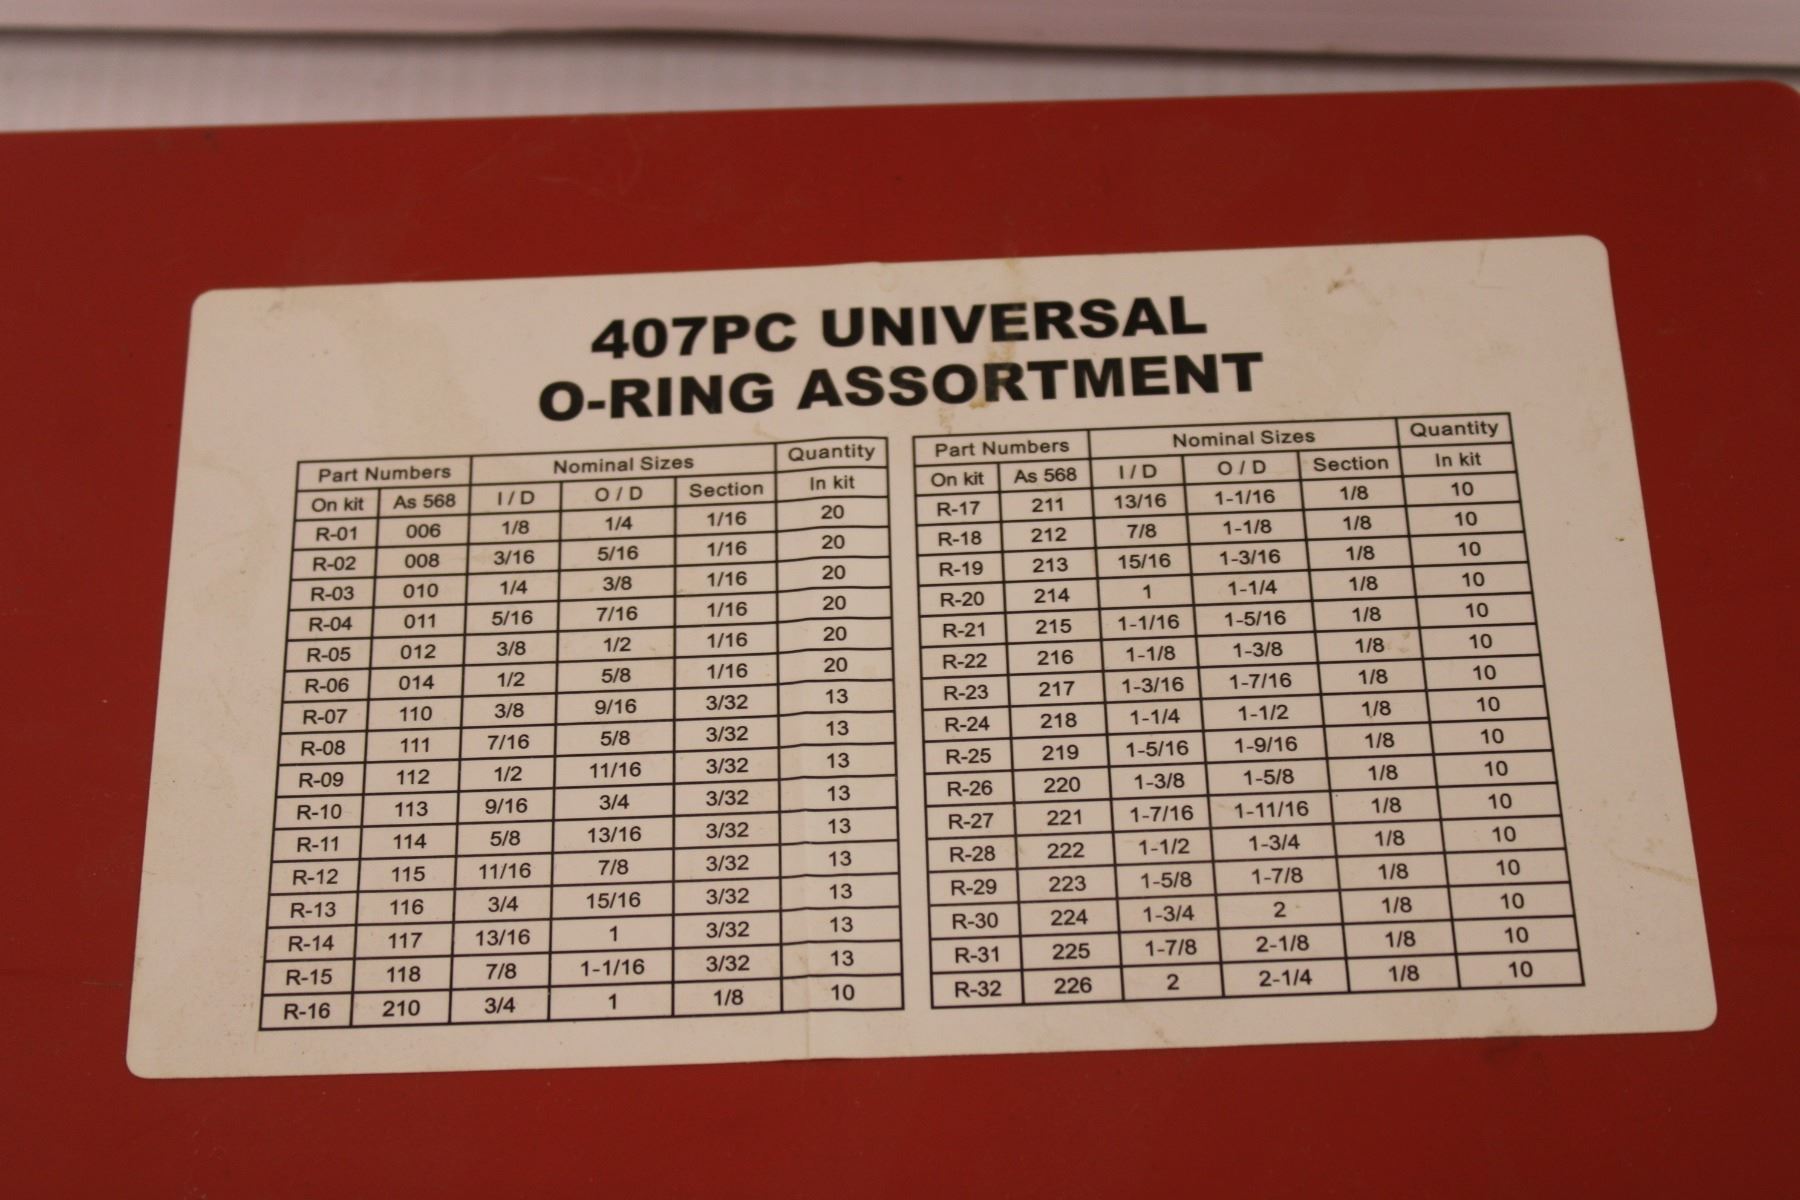 407PC UNIVERSAL
O-RING ASSORTMENT
Part Numbers Nominal Sizes Quantity
On kit As 568 I / D O / D Section In kit
R-01 006 1/8 1/4 1/16 20
R-02 008 3/16 5/16 1/16 20
R-03 010 1/4 3/8 1/16 20
R-04 011 5/16 7/16 1/16 20
R-05 012 3/8 1/2 1/16 20
R-06 014 1/2 5/8 1/16 20
R-07 110 3/8 9/16 3/32 13
R-08 111 7/16 5/8 3/32 13
R-09 112 1/2 11/16 3/32 13
R-10 113 9/16 3/4 3/32 13
R-11 114 5/8 13/16 3/32 13
R-12 115 11/16 7/8 3/32 13
R-13 116 3/4 15/16 3/32 13
R-14 117 13/16 1 3/32 13
R-15 118 7/8 1-1/16 3/32 13
R-16 210 3/4 1 1/8 10
Part Numbers Nominal Sizes Quantity
On kit As 568 I / D O / D Section In kit
R-17 211 13/16 1-1/16 1/8 10
R-18 212 7/8 1-1/8 1/8 10
R-19 213 15/16 1-3/16 1/8 10
R-20 214 1 1-1/4 1/8 10
R-21 215 1-1/16 1-5/16 1/8 10
R-22 216 1-1/8 1-3/8 1/8 10
R-23 217 1-3/16 1-7/16 1/8 10
R-24 218 1-1/4 1-1/2 1/8 10
R-25 219 1-5/16 1-9/16 1/8 10
R-26 220 1-3/8 1-5/8 1/8 10
R-27 221 1-7/16 1-11/16 1/8 10
R-28 222 1-1/2 1-3/4 1/8 10
R-29 223 1-5/8 1-7/8 1/8 10
R-30 224 1-3/4 2 1/8 10
R-31 225 1-7/8 2-1/8 1/8 10
R-32 226 2 2-1/4 1/8 10